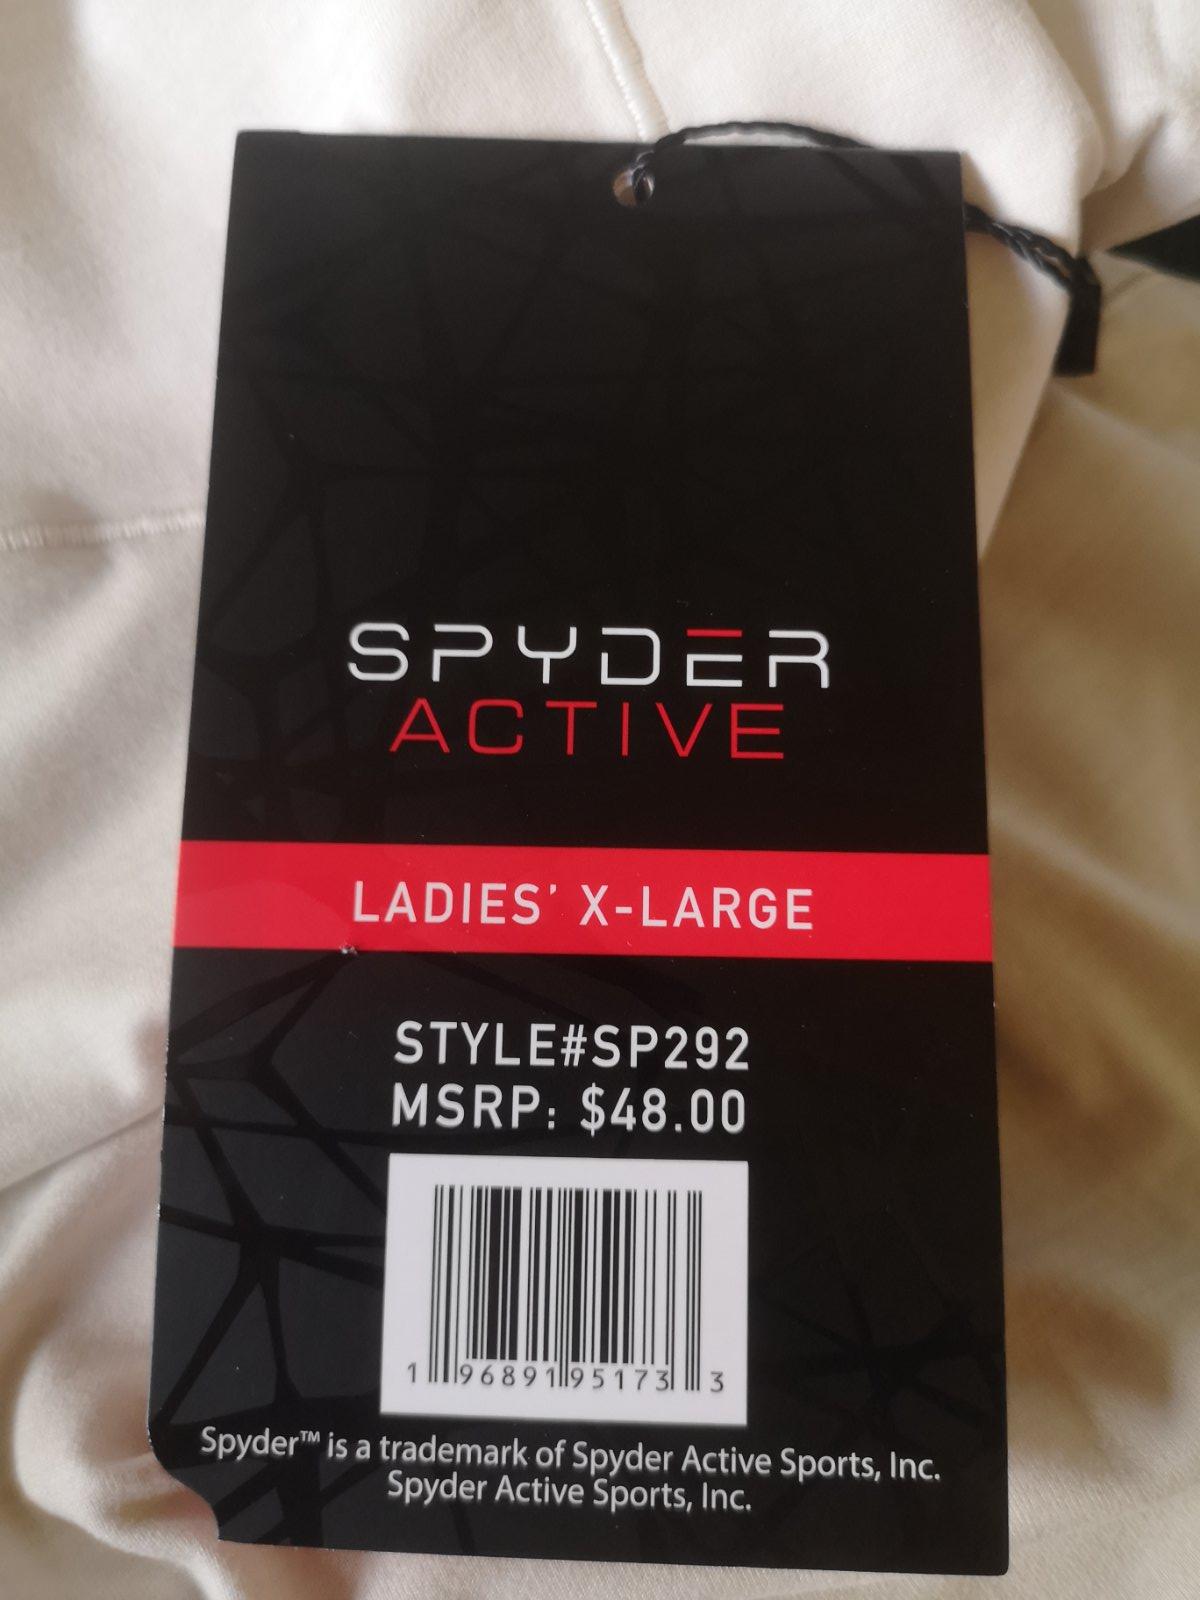 SPYDER
ACTIVE
LADIES' X-LARGE
STYLE#SP292
MSRP: $48.00
1 96891 95173 3
Spyder™ is a trademark of Spyder Active Sports, Inc.
Spyder Active Sports, Inc.